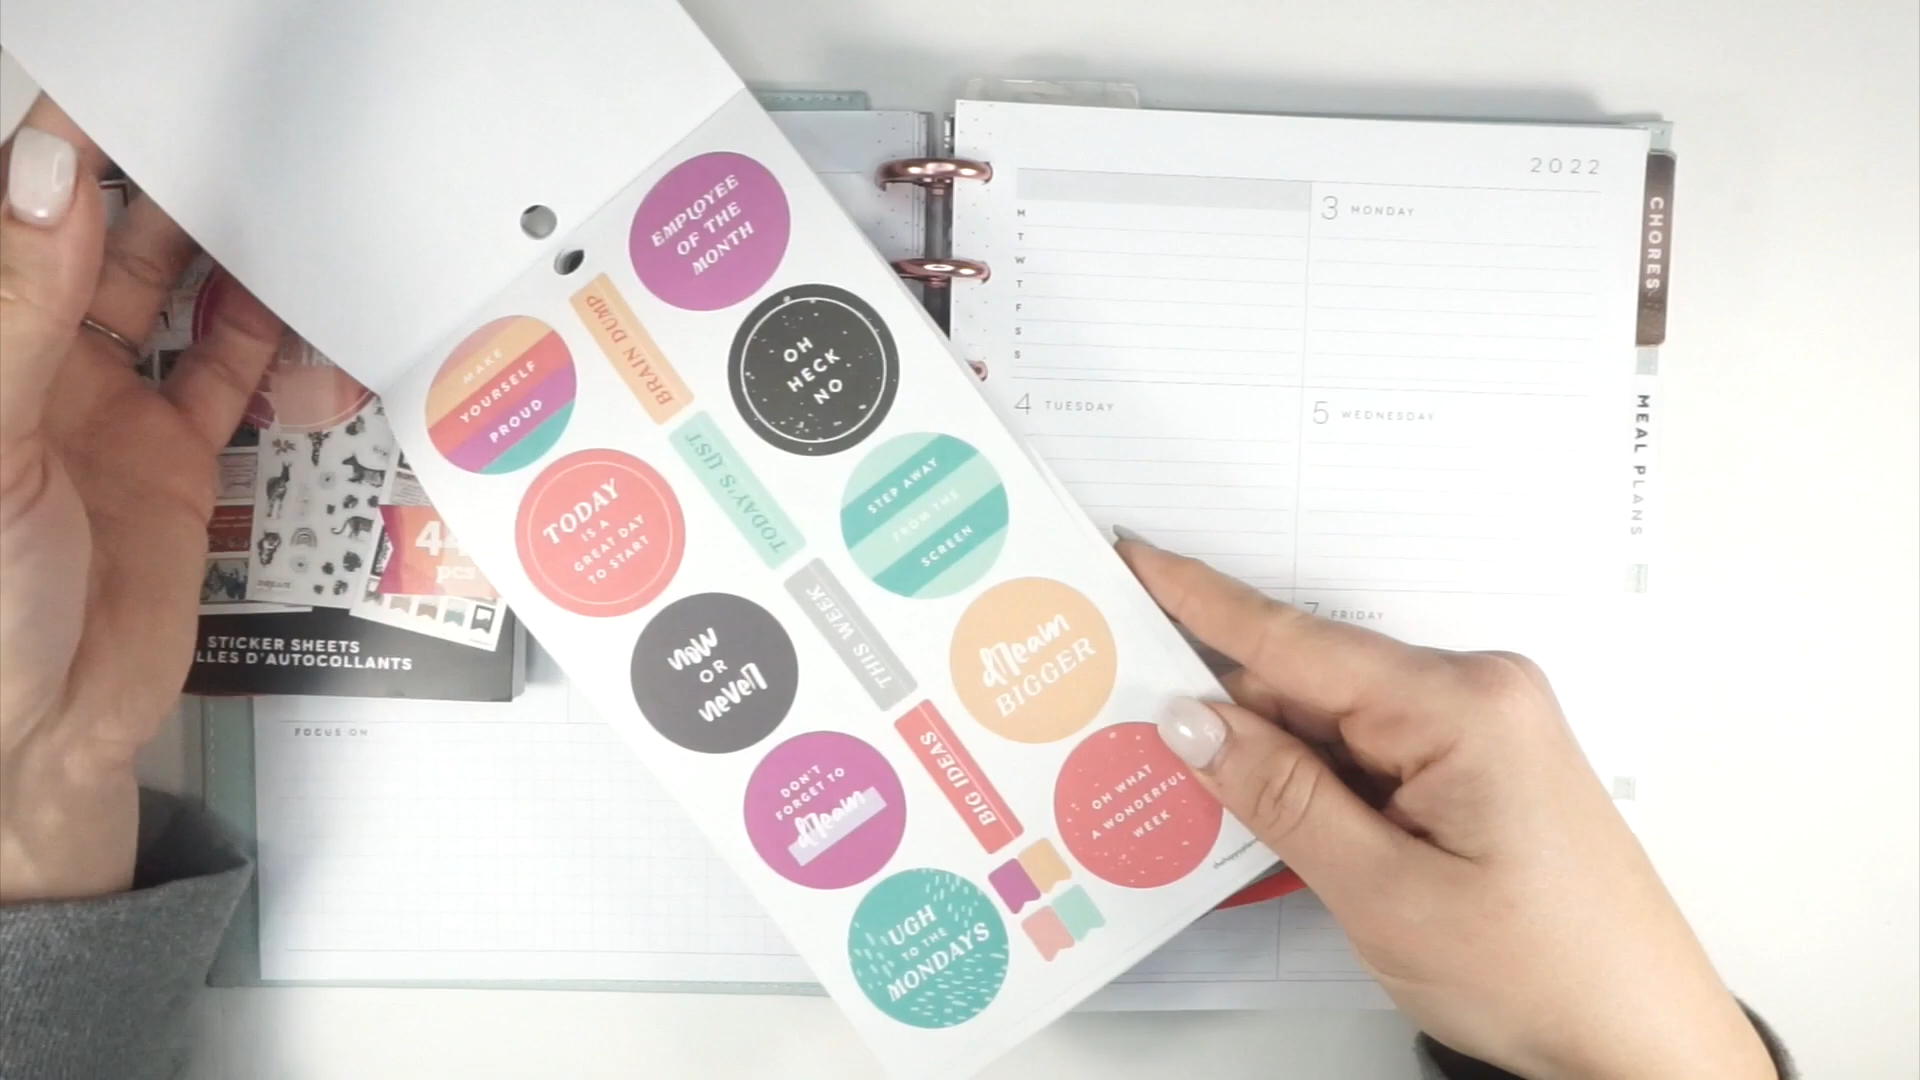 EMPLOYEE
OF THE
MONTH
BRAIN DUMP
MAKE
YOURSELF
PROUD
OH
HECK
NO
TODAY'S LIST
TODAY
IS A
GREAT DAY
TO START
STEP AWAY
FROM THE
SCREEN
THIS WEEK
NOW
OR
NEVER
dream
BIGGER
BIG IDEAS
DON'T
FORGET TO
dream
OH WHAT
A WONDERFUL
WEEK
UGH
TO THE
MONDAYS
44
pcs
STICKER SHEETS
LLES D'AUTOCOLLANTS
FOCUS ON
2022
M
T
W
T
F
S
S
3 MONDAY
4 TUESDAY
5 WEDNESDAY
7 FRIDAY
CHORES
MEAL PLANS